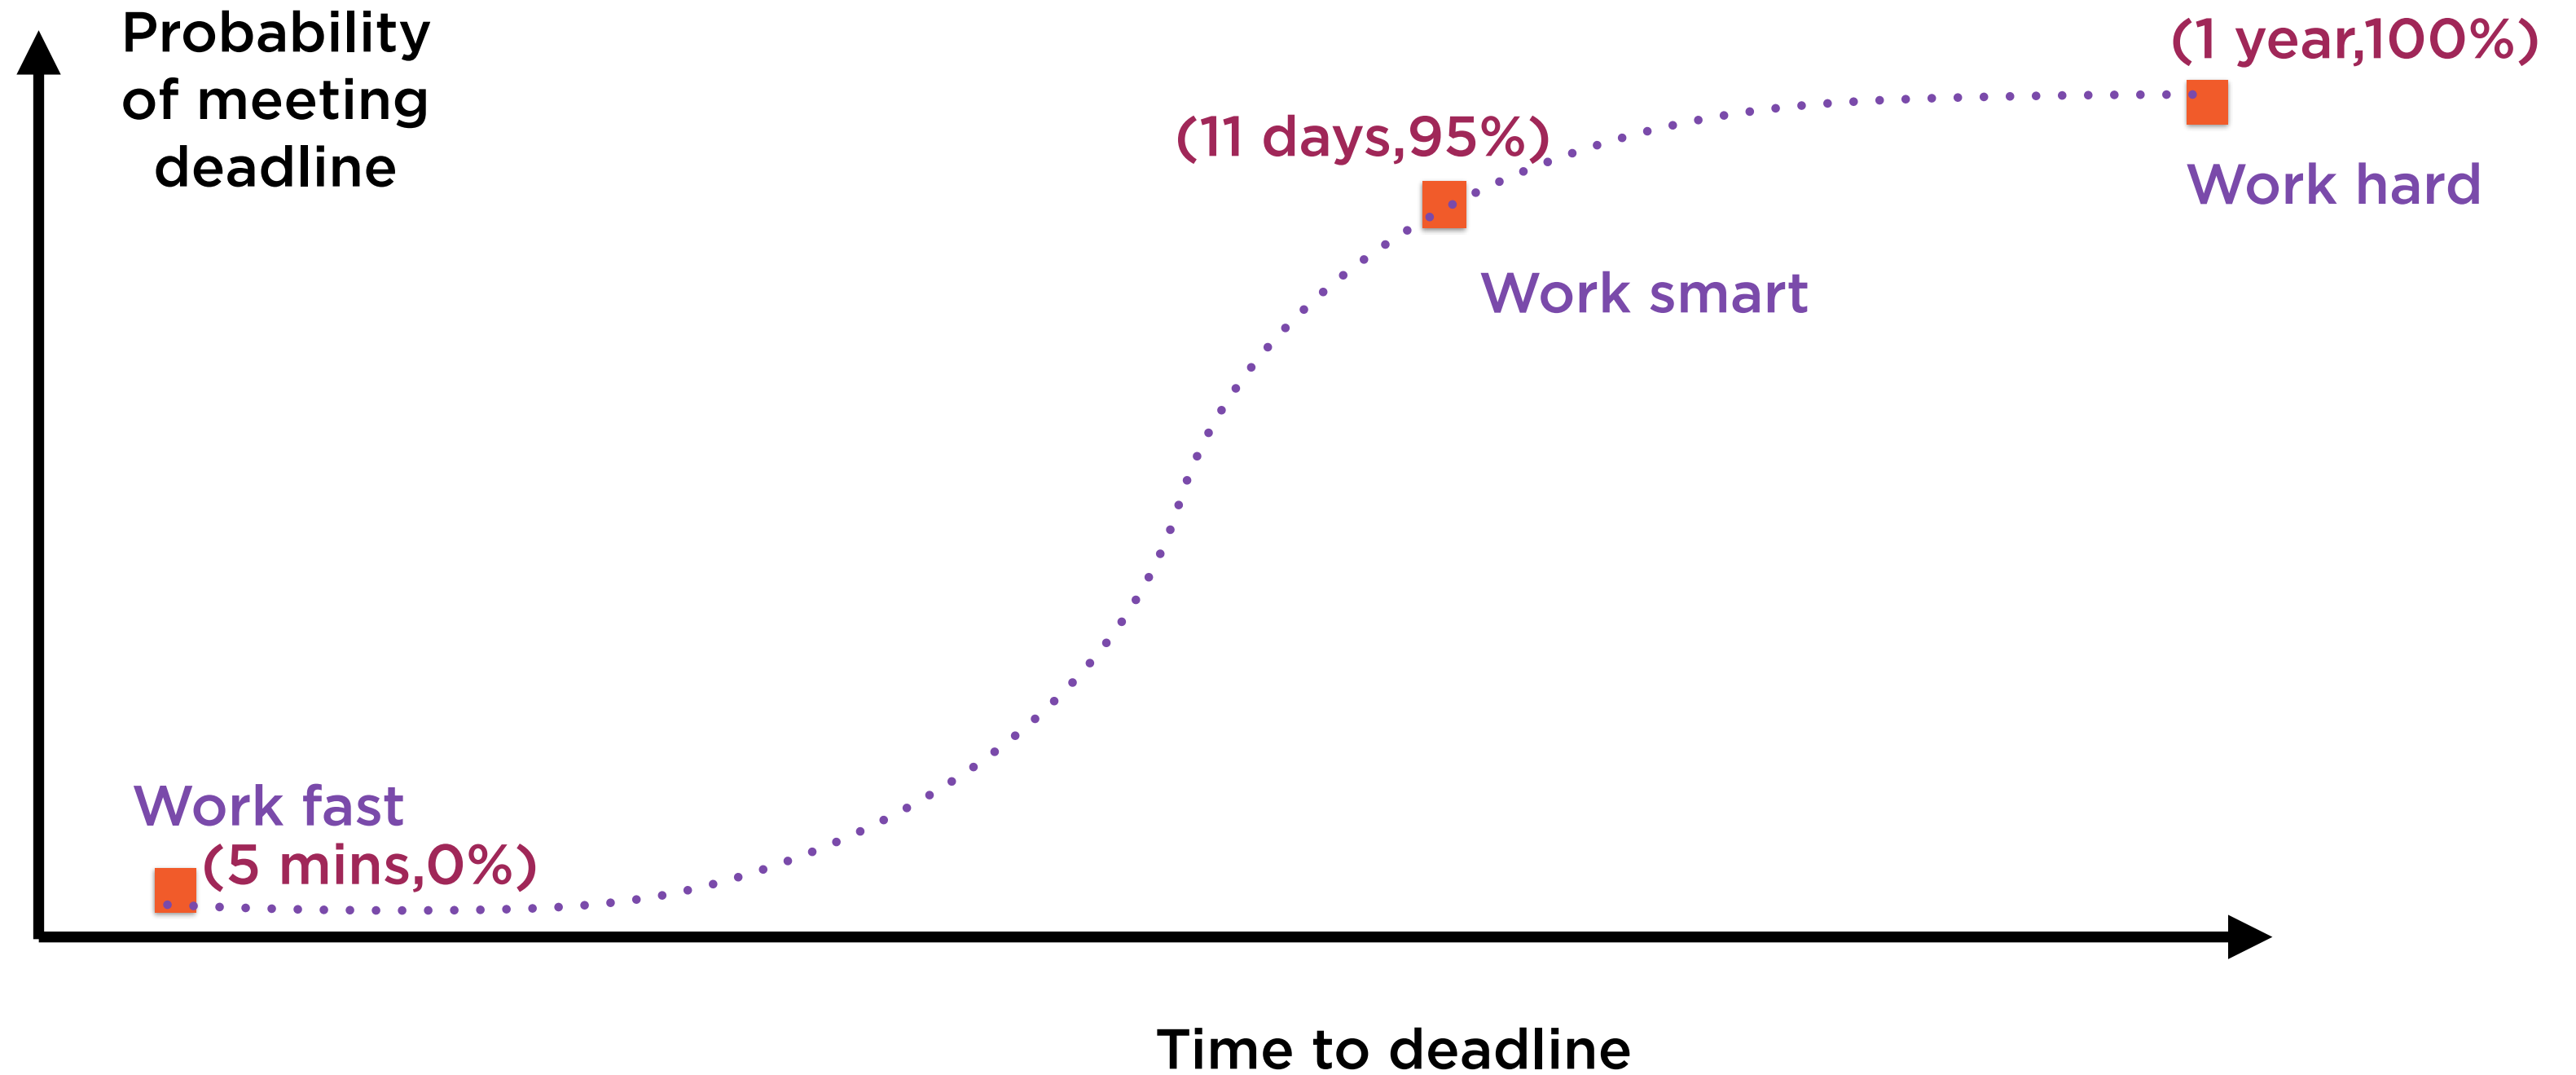 Probability
of meeting
deadline
(1 year,100%)
(11 days,95%)
Work hard
Work smart
Work fast
(5 mins,0%)
Time to deadline